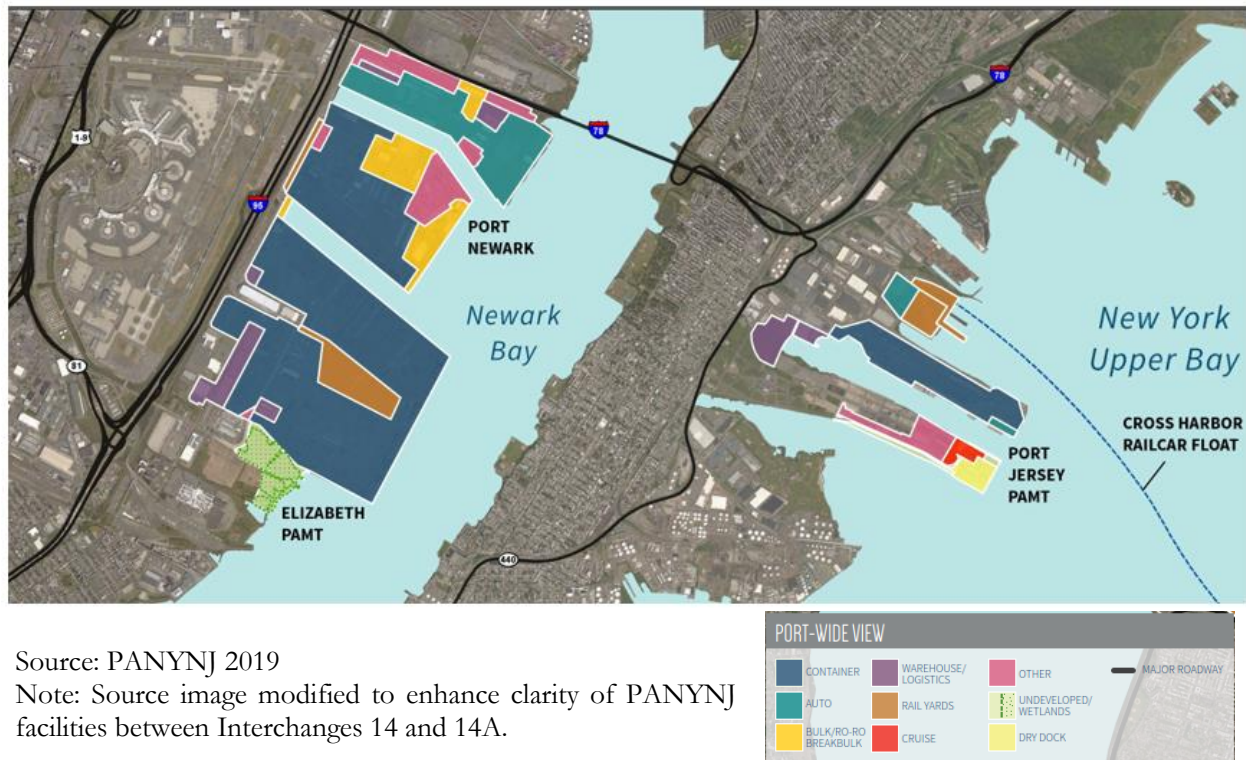 78
1-9
78
95
PORT
NEWARK
Newark
Bay
New York
Upper Bay
81
CROSS HARBOR
RAILCAR FLOAT
PORT
JERSEY
PAMT
ELIZABETH
PAMT
440
Source: PANYNJ 2019
Note: Source image modified to enhance clarity of PANYNJ
facilities between Interchanges 14 and 14A.
PORT-WIDE VIEW
CONTAINER
WAREHOUSE/
LOGISTICS
OTHER
MAJOR ROADWAY
AUTO
RAIL YARDS
UNDEVELOPED/
WETLANDS
BULK/RO-RO
BREAKBULK
CRUISE
DRY DOCK